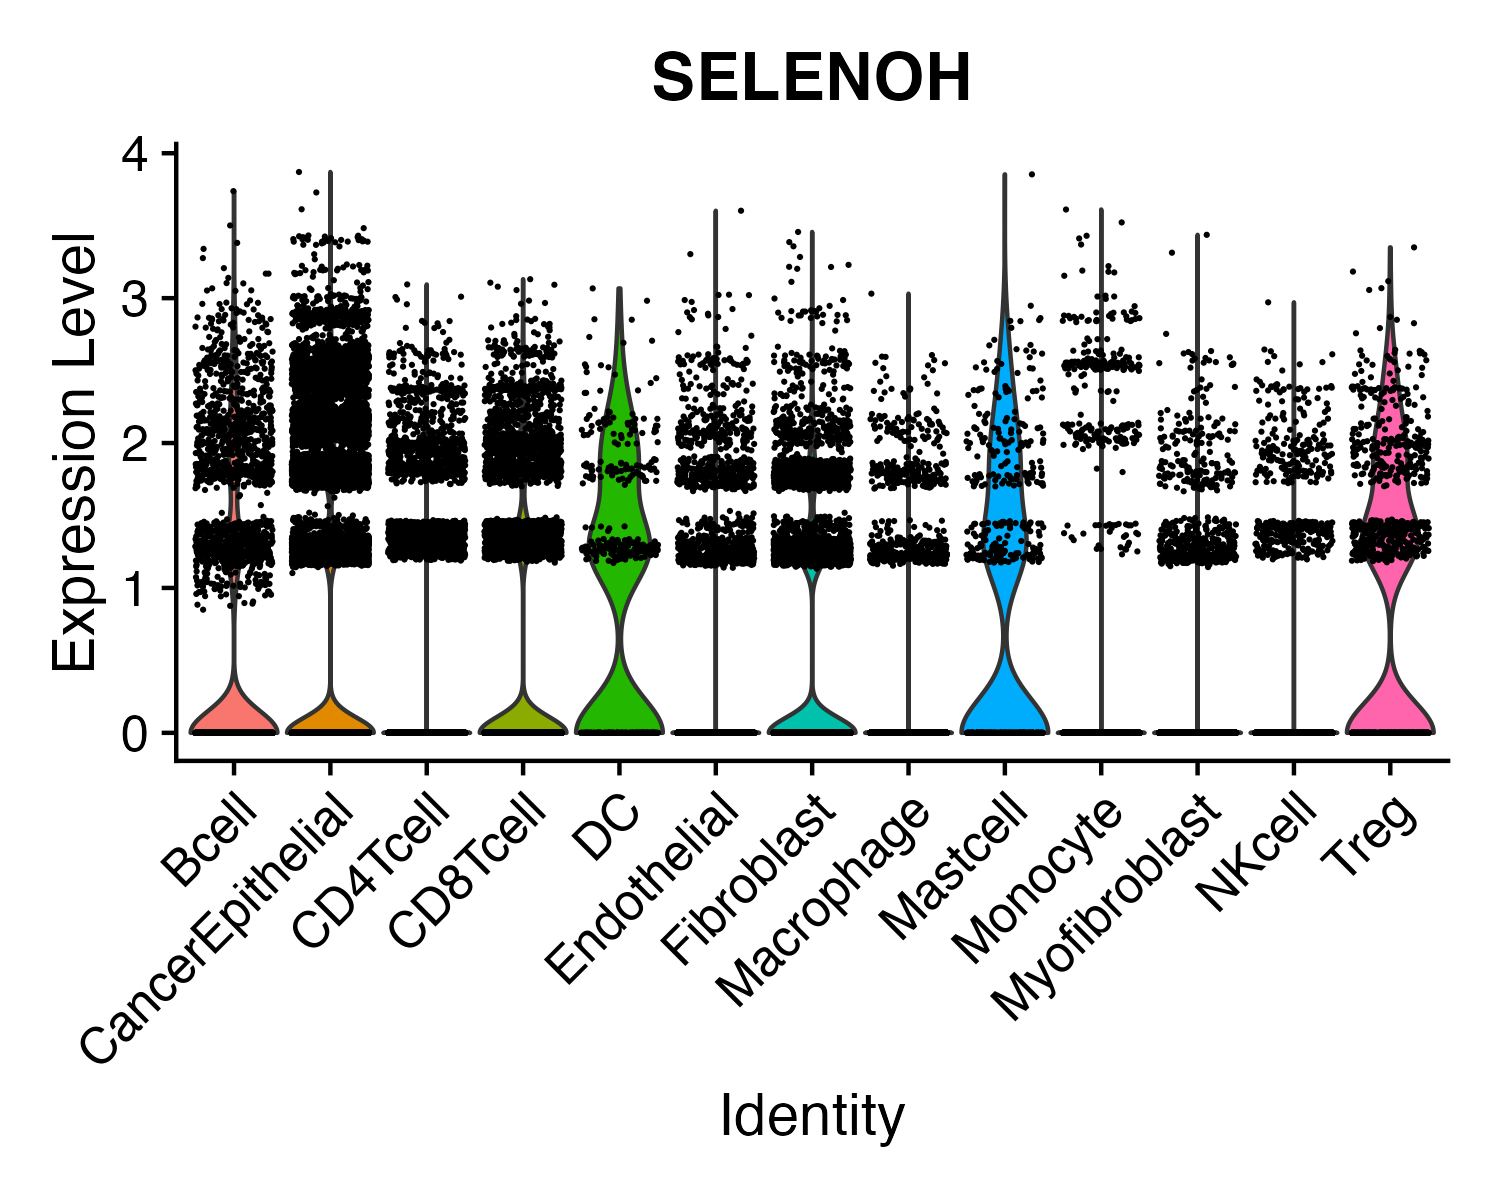 SELENOH
Expression Level
4
3
2
1
0
Bcell
CancerEpithelial
CD4Tcell
CD8Tcell
DC
Endothelial
Fibroblast
Macrophage
Mastcell
Monocyte
Myofibroblast
NKcell
Treg
Identity